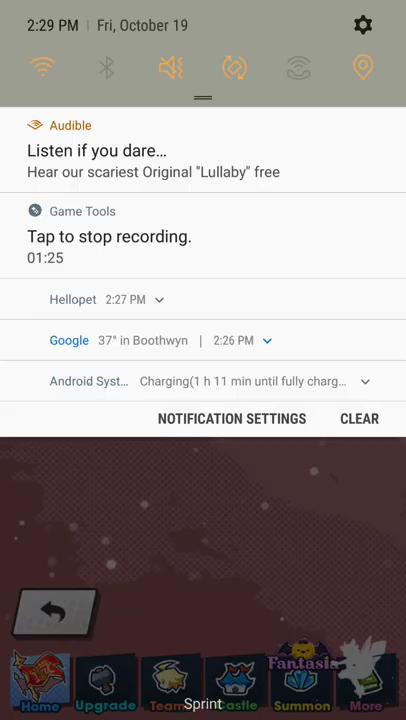 2:29 PM | Fri, October 19
Audible
Listen if you dare...
Hear our scariest Original "Lullaby" free
Game Tools
Tap to stop recording.
01:25
Hellopet 2:27 PM
Google 37° in Boothwyn | 2:26 PM
Android Syst... Charging(1 h 11 min until fully charg...
NOTIFICATION SETTINGS CLEAR
Fantasia
Home Upgrade Team Castle Summon More
Sprint